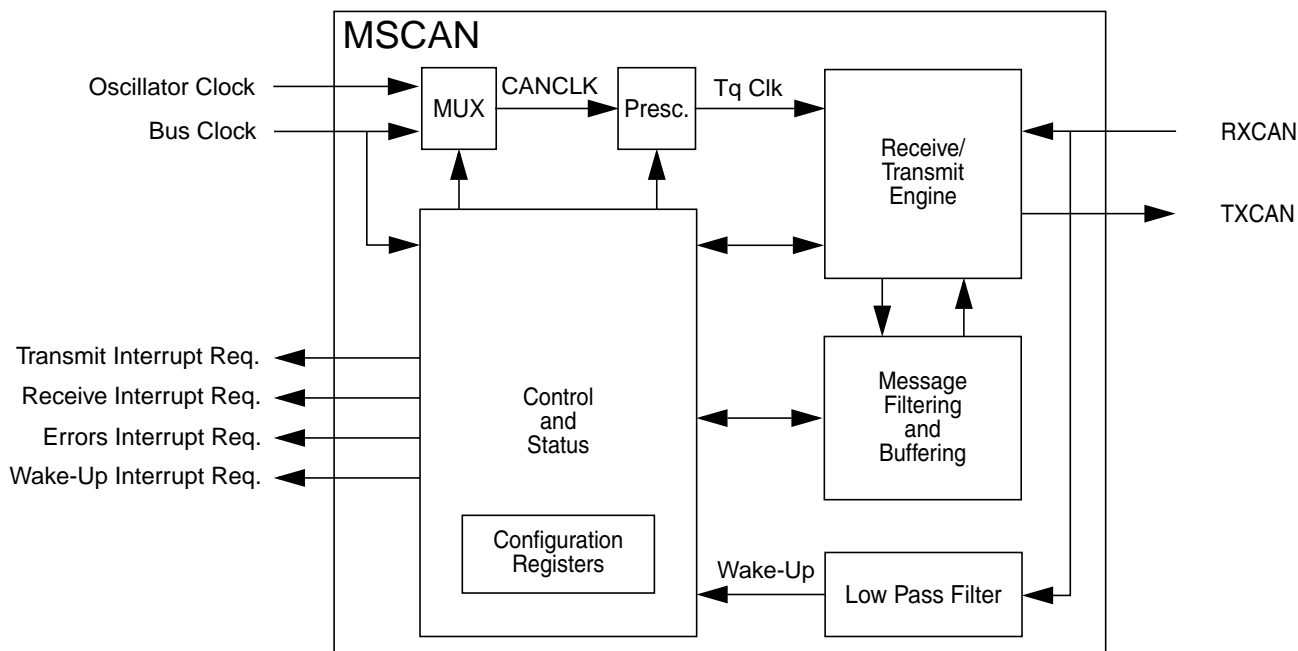 MSCAN
Oscillator Clock
Bus Clock
MUX
CANCLK
Presc.
Tq Clk
Receive/
Transmit
Engine
RXCAN
TXCAN
Transmit Interrupt Req.
Receive Interrupt Req.
Errors Interrupt Req.
Wake-Up Interrupt Req.
Control
and
Status
Message
Filtering
and
Buffering
Configuration
Registers
Wake-Up
Low Pass Filter